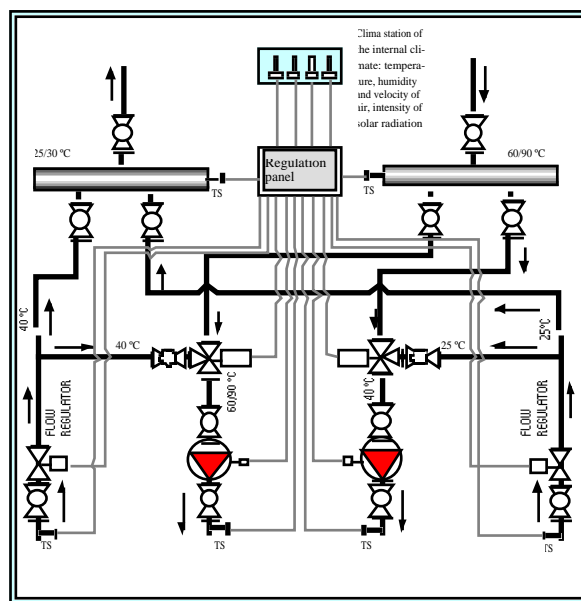 Clima station of
he internal cli-
mate: tempera-
ure, humidity
and velocity of
air, intensity of
solar radiation
25/30 ºC
Regulation
panel
60/90 ºC
TS
TS
40 ºC
40 ºC
25 ºC
25ºC
60/90 ºC
40 ºC
FLOW
REGULATOR
FLOW
REGULATOR
TS
TS
TS
TS